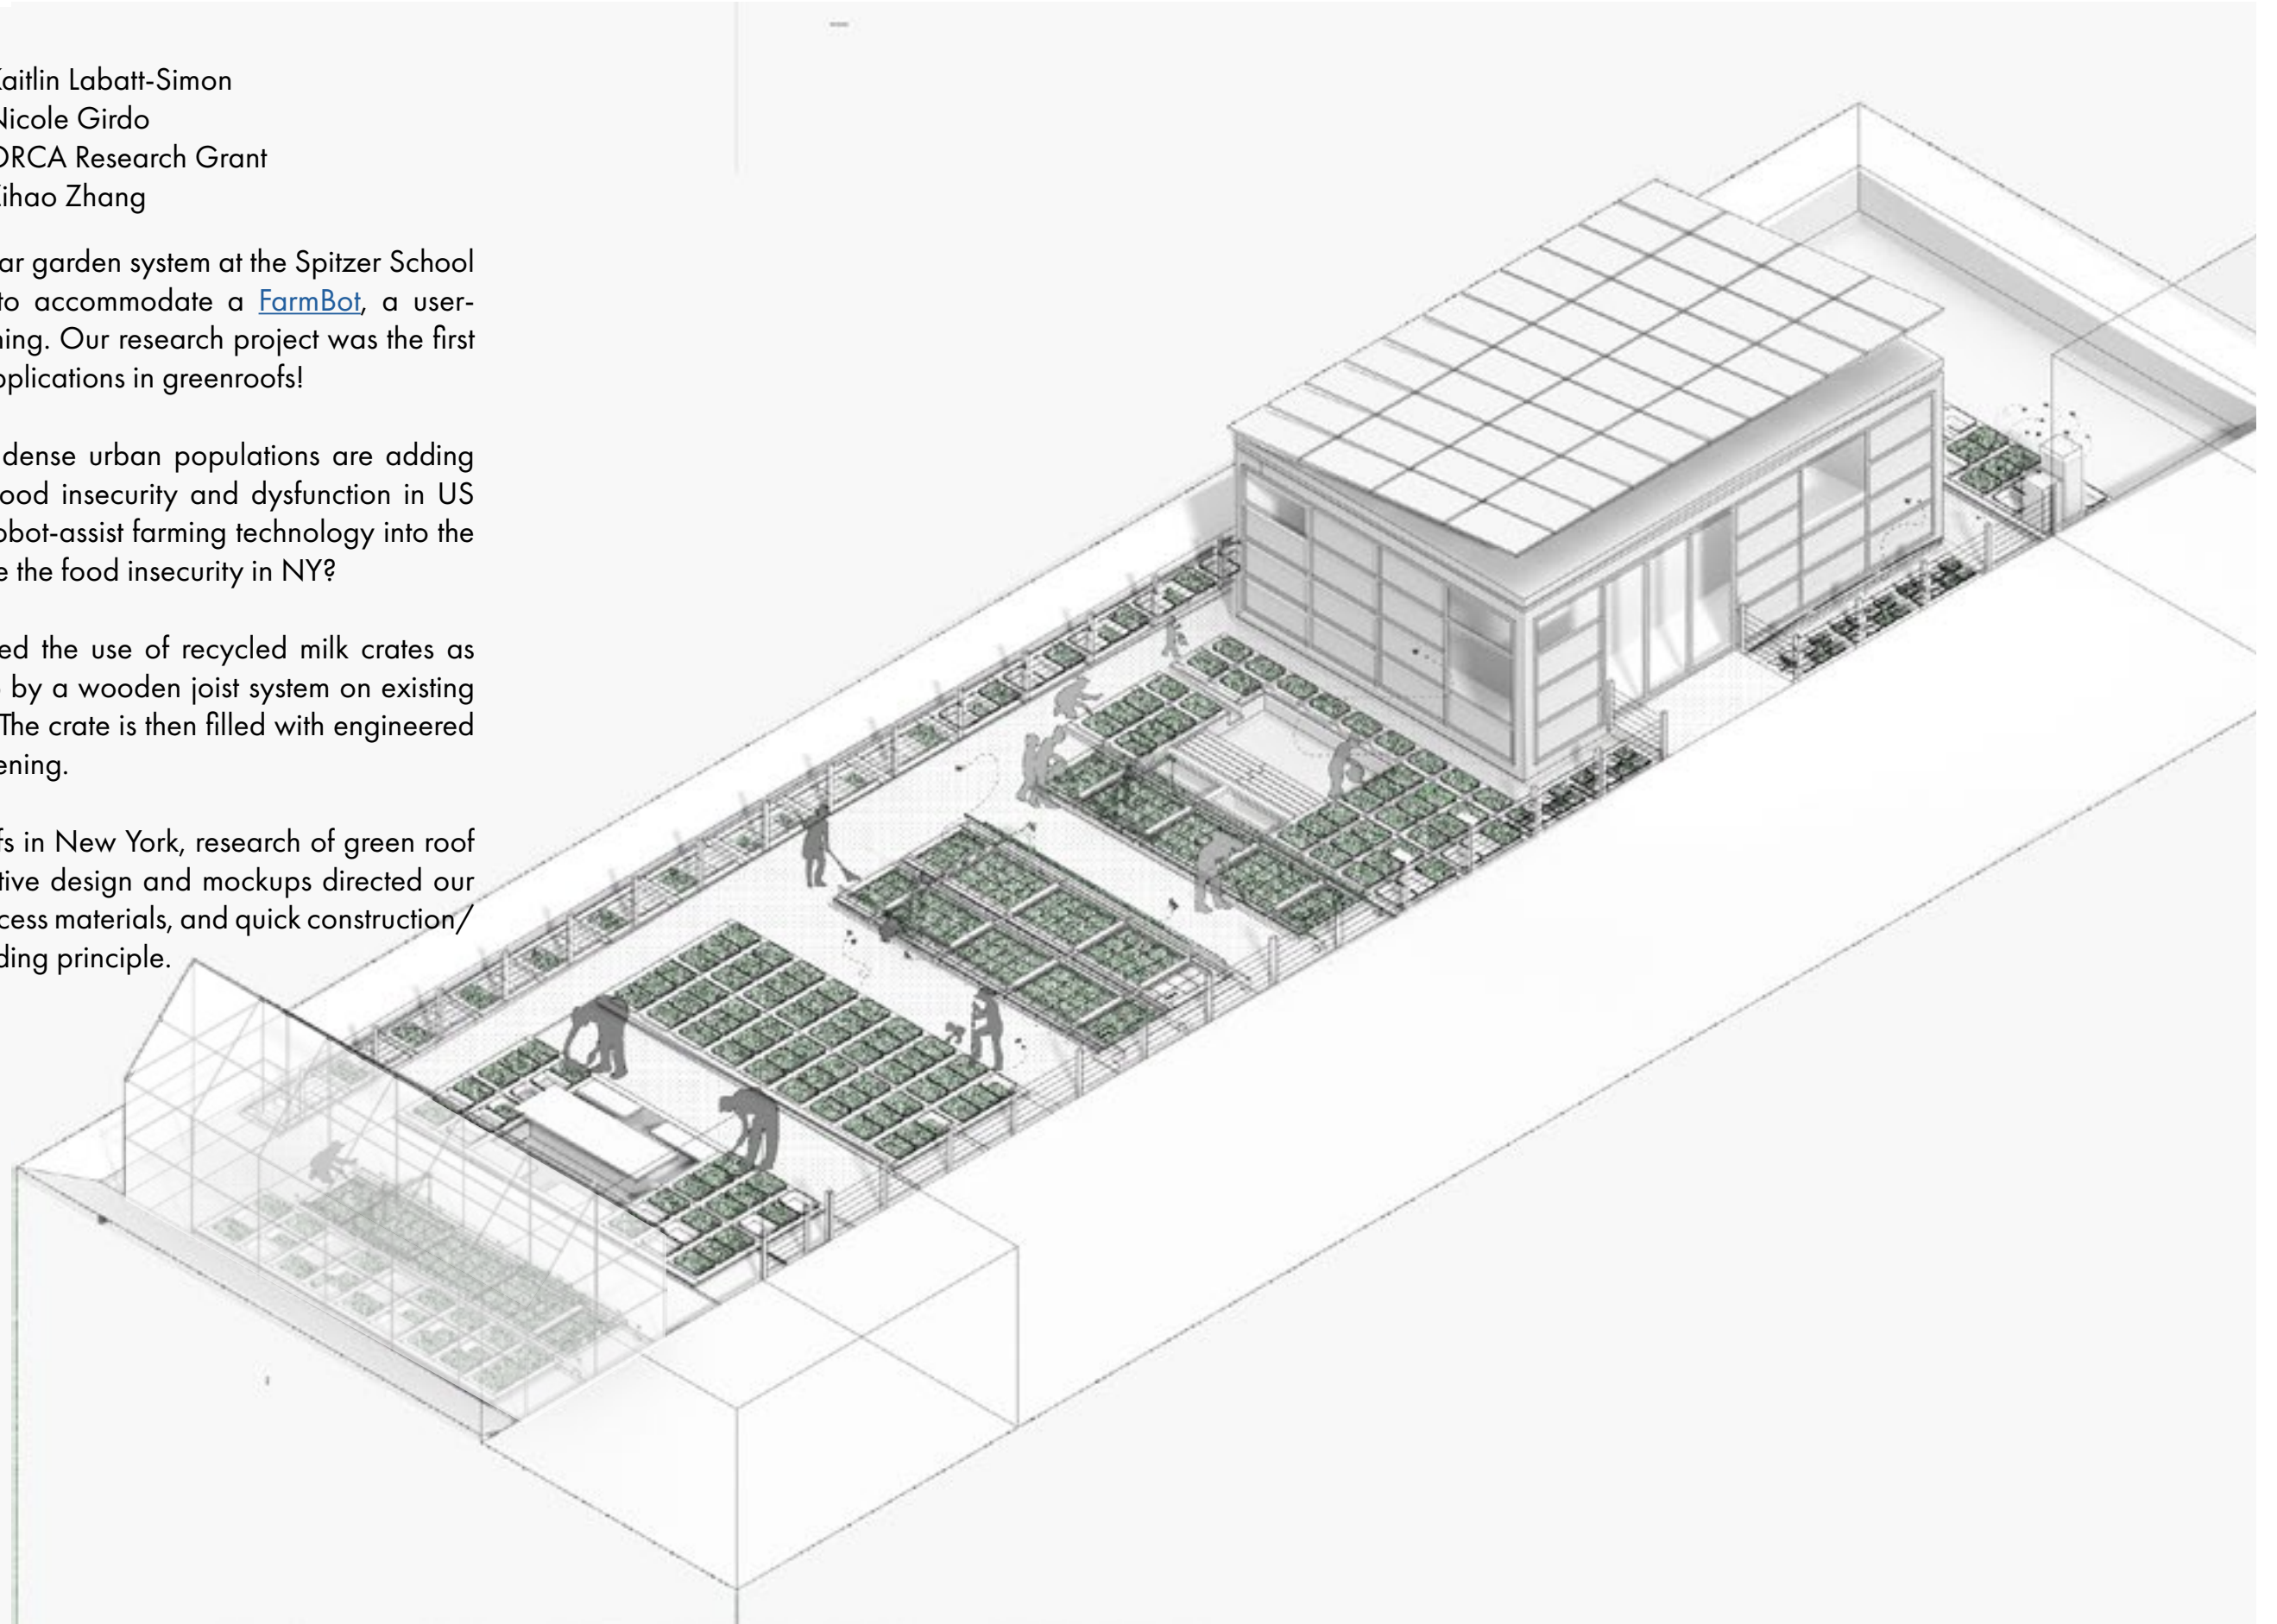 aitlin Labatt-Simon
Nicole Girdo
ORCA Research Grant
ihao Zhang
ar garden system at the Spitzer School
to accommodate a FarmBot, a user-
ning. Our research project was the first
pplications in greenroofs!
dense urban populations are adding
ood insecurity and dysfunction in US
obot-assist farming technology into the
e the food insecurity in NY?
ed the use of recycled milk crates as
by a wooden joist system on existing
The crate is then filled with engineered
ening.
fs in New York, research of green roof
tive design and mockups directed our
cess materials, and quick construction/
ding principle.